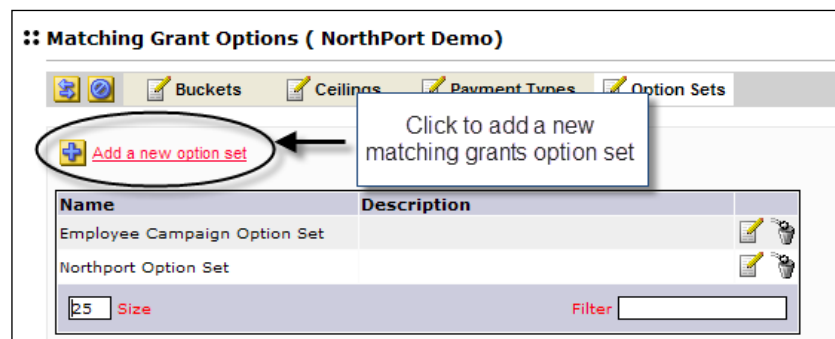 Matching Grant Options ( NorthPort Demo)
Buckets Ceilings Payment Types Option Sets
Click to add a new
matching grants option set
Add a new option set
Name Description
Employee Campaign Option Set
Northport Option Set
25 Size Filter